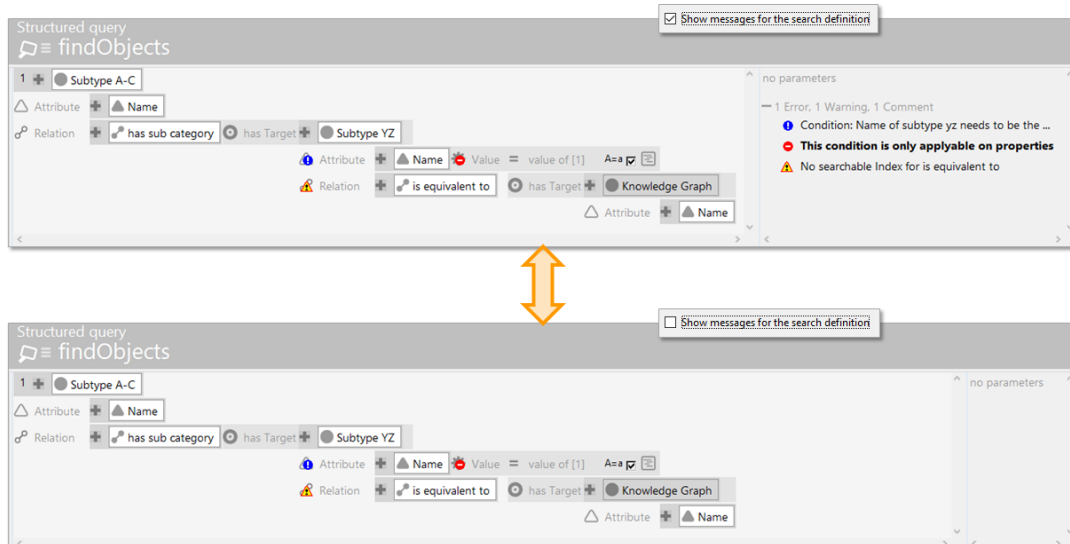 Show messages for the search definition
Structured query
findObjects
1 Subtype A-C
no parameters
Attribute Name
1 Error, 1 Warning, 1 Comment
Condition: Name of subtype yz needs to be the ...
Relation has sub category has Target Subtype YZ
This condition is only applyable on properties
Attribute Name Value = value of [1] A=a
No searchable Index for is equivalent to
Relation is equivalent to has Target Knowledge Graph
Attribute Name
Show messages for the search definition
Structured query
findObjects
1 Subtype A-C
no parameters
Attribute Name
Relation has sub category has Target Subtype YZ
Attribute Name Value = value of [1] A=a
Relation is equivalent to has Target Knowledge Graph
Attribute Name